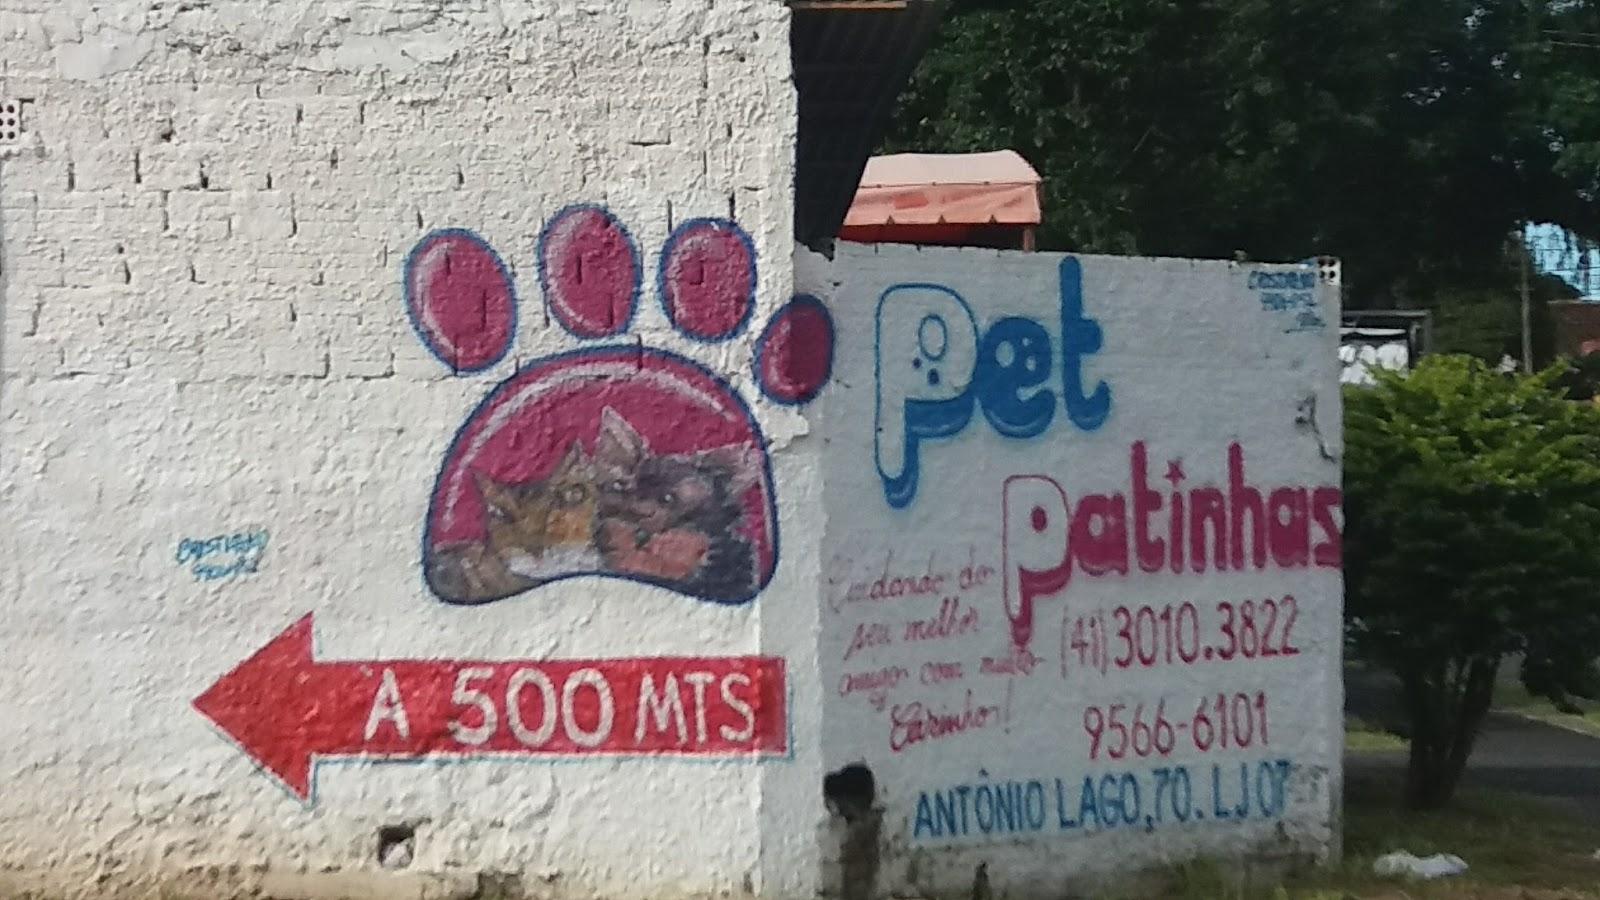 A 500 MTS
Pet
Patinhas
Cuidando do
seu melhor
amigo com muito
Carinho!
(41) 3010.3822
9566-6101
ANTÔNIO LAGO, 70. LJ 07